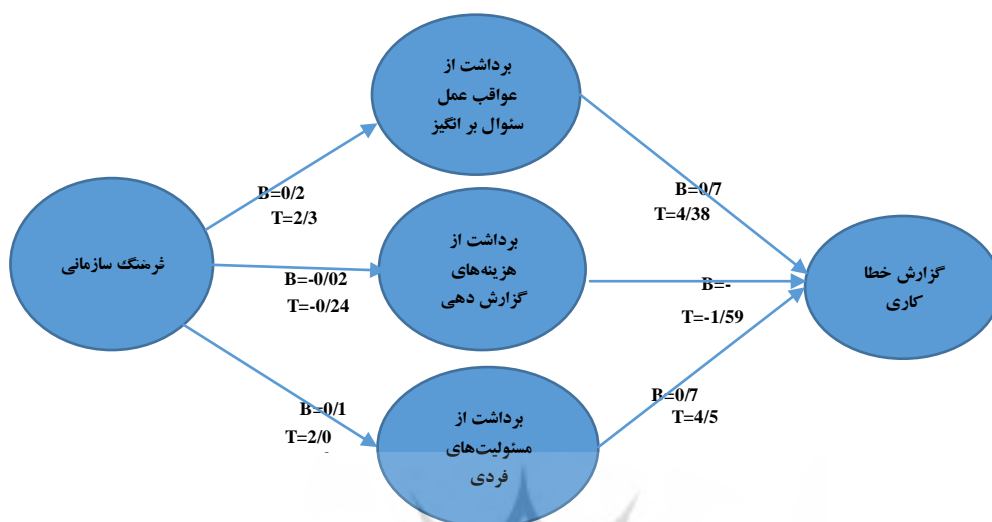 برداشت از
عواقب عمل
سئوال بر انگیز
B=0/2
T=2/3
B=0/7
T=4/38
فرهنگ سازمانی
برداشت از
هزینه‌های
گزارش دهی
گزارش خطا
کاری
B=-0/02
T=-0/24
B=-
T=-1/59
B=0/1
T=2/0
B=0/7
T=4/5
برداشت از
مسئولیت‌های
فردی